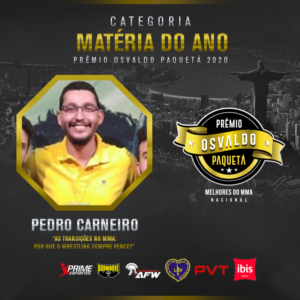 CATEGORIA
MATÉRIA DO ANO
PRÊMIO OSVALDO PAQUETÁ 2020
PRÊMIO
OSVALDO
PAQUETÁ
MELHORES DO MMA
NACIONAL
PEDRO CARNEIRO
"AS TRANSIÇÕES NO MMA:
POR QUE O WRESTLING SEMPRE VENCE?"
PRIME
ESPORTES
AFW
PVT
ibis